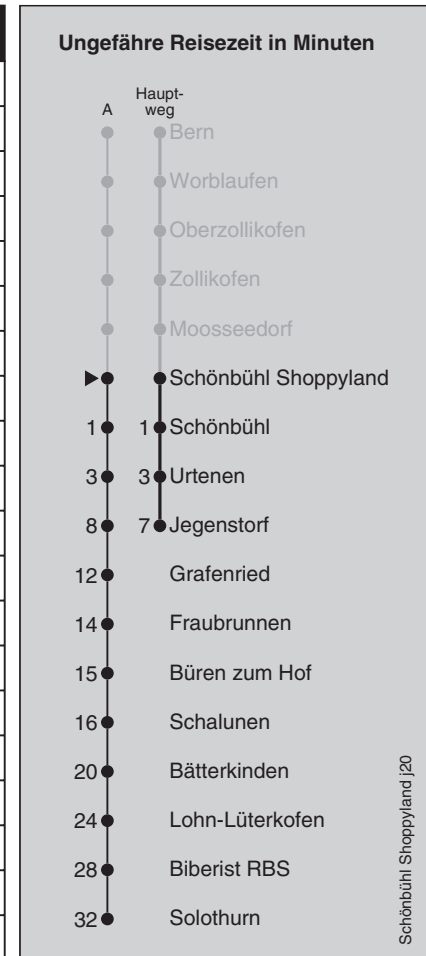 Ungefähre Reisezeit in Minuten
A Haupt-
weg
Bern
Worblaufen
Oberzollikofen
Zollikofen
Moosseedorf
Schönbühl Shoppyland
1 1 Schönbühl
3 3 Urtenen
8 7 Jegenstorf
12 Grafenried
14 Fraubrunnen
15 Büren zum Hof
16 Schalunen
20 Bätterkinden
24 Lohn-Lüterkofen
28 Biberist RBS
32 Solothurn
Schönbühl Shoppyland j20